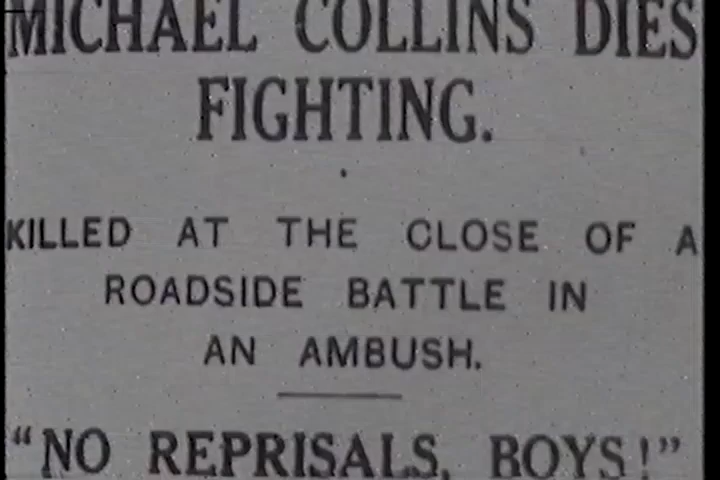 MICHAEL COLLINS DIES
FIGHTING.
KILLED AT THE CLOSE OF A
ROADSIDE BATTLE IN
AN AMBUSH.
"NO REPRISALS, BOYS!"